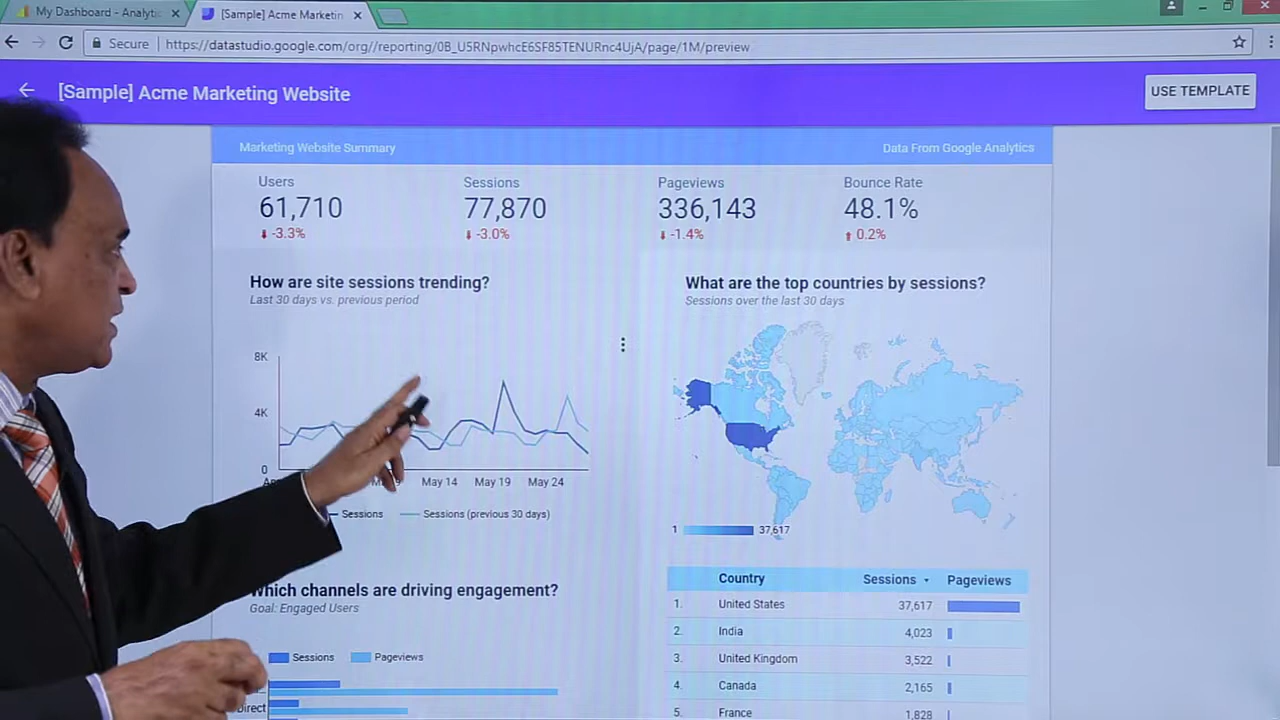 My Dashboard - Analytic
[Sample] Acme Marketin
Secure
https://datastudio.google.com/org//reporting/0B_U5RNpwhcE6SF85TENURnc4UjA/page/1M/preview
[Sample] Acme Marketing Website
USE TEMPLATE
Marketing Website Summary
Data From Google Analytics
Users
Sessions
Pageviews
Bounce Rate
61,710
77,870
336,143
48.1%
-3.3%
-3.0%
-1.4%
0.2%
How are site sessions trending?
Last 30 days vs. previous period
What are the top countries by sessions?
Sessions over the last 30 days
8K
4K
0
May 14
May 19
May 24
Sessions
Sessions (previous 30 days)
1
37,617
Which channels are driving engagement?
Goal: Engaged Users
Sessions
Pageviews
Direct
Country
Sessions
Pageviews
1.
United States
37,617
2.
India
4,023
3.
United Kingdom
3,522
4.
Canada
2,165
5.
France
1,828